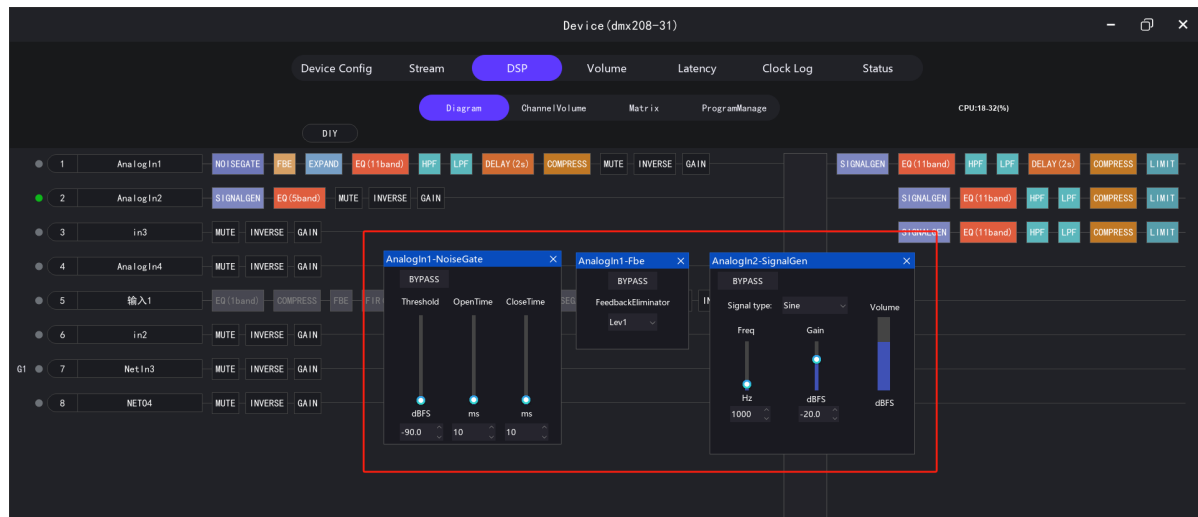 Device(dmx208-31)
Device Config Stream DSP Volume Latency Clock Log Status
Diagram ChannelVolume Matrix ProgramManage CPU:18-32(%)
DIY
1 AnalogIn1 NOISEGATE FBE EXPAND EQ(11band) HPF LPF DELAY(2s) COMPRESS MUTE INVERSE GAIN SIGNALGEN EQ(11band) HPF LPF DELAY(2s) COMPRESS LIMIT
2 AnalogIn2 SIGNALGEN EQ(5band) MUTE INVERSE GAIN SIGNALGEN EQ(11band) HPF LPF COMPRESS LIMIT
3 in3 MUTE INVERSE GAIN SIGNALGEN EQ(11band) HPF LPF COMPRESS LIMIT
4 AnalogIn4 MUTE INVERSE GAIN
5 输入1 EQ(1band) COMPRESS FBE
6 in2 MUTE INVERSE GAIN
G1 7 NetIn3 MUTE INVERSE GAIN
8 NET04 MUTE INVERSE GAIN
AnalogIn1-NoiseGate
BYPASS
Threshold OpenTime CloseTime
dBFS ms ms
-90.0 10 10
AnalogIn1-Fbe
BYPASS
FeedbackEliminator
Lev1
AnalogIn2-SignalGen
BYPASS
Signal type: Sine Volume
Freq Gain
Hz dBFS dBFS
1000 -20.0